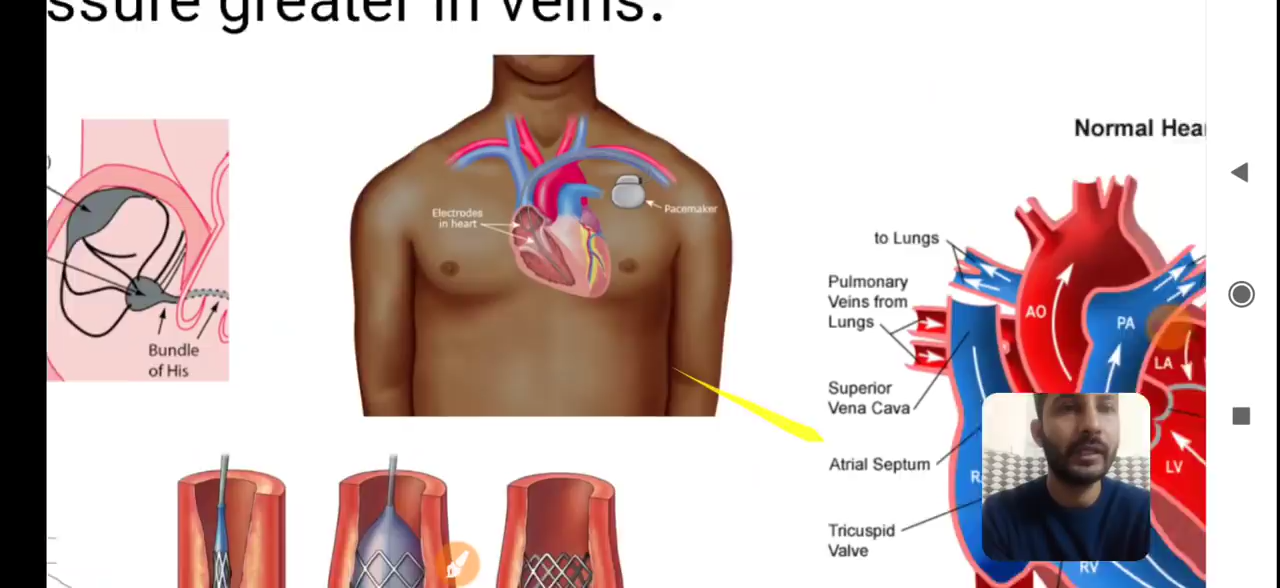 ssure greater in veins.
Normal Hea
)
Electrodes
in heart
Pacemaker
to Lungs
Pulmonary
Veins from
Lungs
AO
PA
LA
Bundle
of His
Superior
Vena Cava
Atrial Septum
R
LV
Tricuspid
Valve
RV